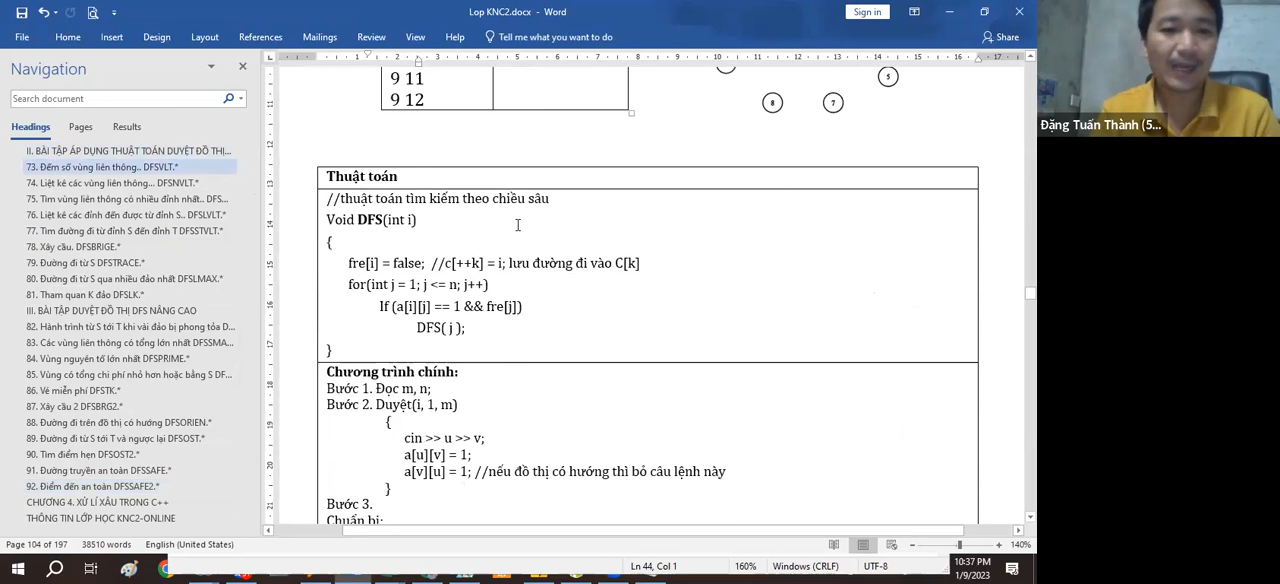 Lop KNC2.docx - Word
Sign in
File Home Insert Design Layout References Mailings Review View Help Tell me what you want to do Share
Navigation
Search document
Headings Pages Results
II. BÀI TẬP ÁP DỤNG THUẬT TOÁN DUYỆT ĐỒ THỊ...
73. Đếm số vùng liên thông.. DFSVLT.*
74. Liệt kê các vùng liên thông... DFSNVLT.*
75. Tìm vùng liên thông có nhiều đỉnh nhất.. DFS...
76. Liệt kê các đỉnh đến được từ đỉnh S.. DFSLVLT.*
77. Tìm đường đi từ đỉnh S đến đỉnh T DFSSTVLT.*
78. Xây cầu. DFSBRIGE.*
79. Đường đi từ S DFSTRACE.*
80. Đường đi từ S qua nhiều đảo nhất DFSLMAX.*
81. Tham quan K đảo DFSLK.*
III. BÀI TẬP DUYỆT ĐỒ THỊ DFS NÂNG CAO
82. Hành trình từ S tới T khi vài đảo bị phong tỏa D...
83. Các vùng liên thông có tổng lớn nhất DFSSMA...
84. Vùng nguyên tố lớn nhất DFSPRIME.*
85. Vùng có tổng chi phí nhỏ hơn hoặc bằng S DF...
86. Vé miễn phí DFSTK.*
87. Xây cầu 2 DFSBRG2.*
88. Đường đi trên đồ thị có hướng DFSORIEN.*
89. Đường đi từ S tới T và ngược lại DFSOST.*
90. Tìm điểm hẹn DFSOST2.*
91. Đường truyền an toàn DFSSAFE.*
92. Điểm đến an toàn DFSSAFE2.*
CHƯƠNG 4. XỬ LÍ XÂU TRONG C++
THÔNG TIN LỚP HỌC KNC2-ONLINE
9 11
9 12
5
8 7
Thuật toán
//thuật toán tìm kiếm theo chiều sâu
Void DFS(int i)
{
fre[i] = false; //c[++k] = i; lưu đường đi vào C[k]
for(int j = 1; j <= n; j++)
If (a[i][j] == 1 && fre[j])
DFS( j );
}
Chương trình chính:
Bước 1. Đọc m, n;
Bước 2. Duyệt(i, 1, m)
{
cin >> u >> v;
a[u][v] = 1;
a[v][u] = 1; //nếu đồ thị có hướng thì bỏ câu lệnh này
}
Bước 3.
Chuẩn bị:
Đặng Tuấn Thành (5...
Page 104 of 197 38510 words English (United States) 140%
Ln 44, Col 1 160% Windows (CRLF) UTF-8
10:37 PM
1/9/2023